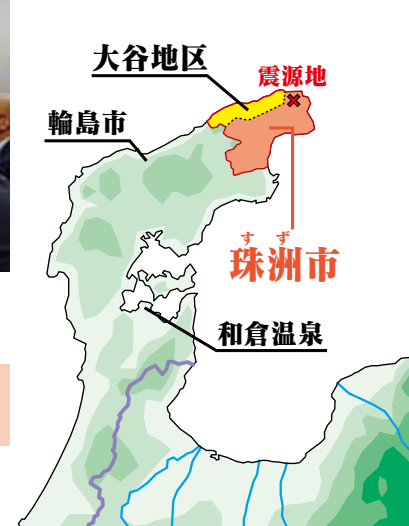 大谷地区
震源地
輪島市
すず
珠洲市
和倉温泉